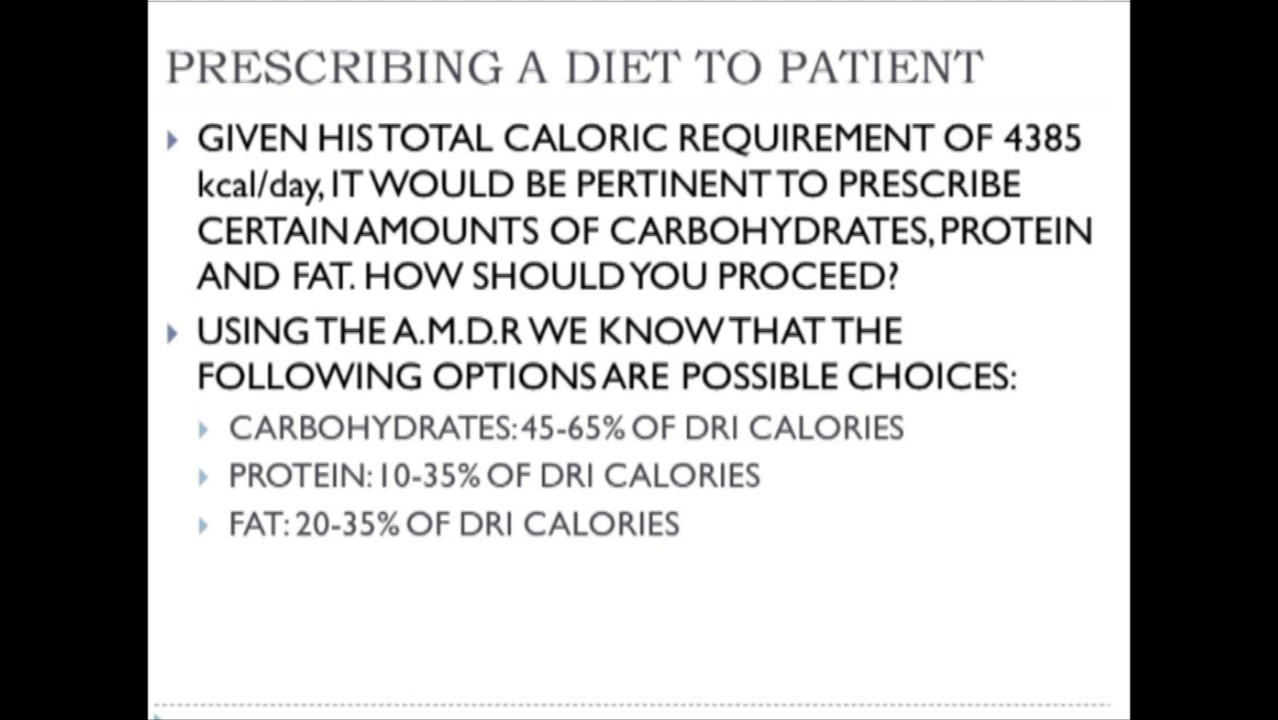 PRESCRIBING A DIET TO PATIENT
GIVEN HIS TOTAL CALORIC REQUIREMENT OF 4385
kcal/day, IT WOULD BE PERTINENT TO PRESCRIBE
CERTAIN AMOUNTS OF CARBOHYDRATES, PROTEIN
AND FAT. HOW SHOULD YOU PROCEED?
USING THE A.M.D.R WE KNOW THAT THE
FOLLOWING OPTIONS ARE POSSIBLE CHOICES:
CARBOHYDRATES: 45-65% OF DRI CALORIES
PROTEIN: 10-35% OF DRI CALORIES
FAT: 20-35% OF DRI CALORIES